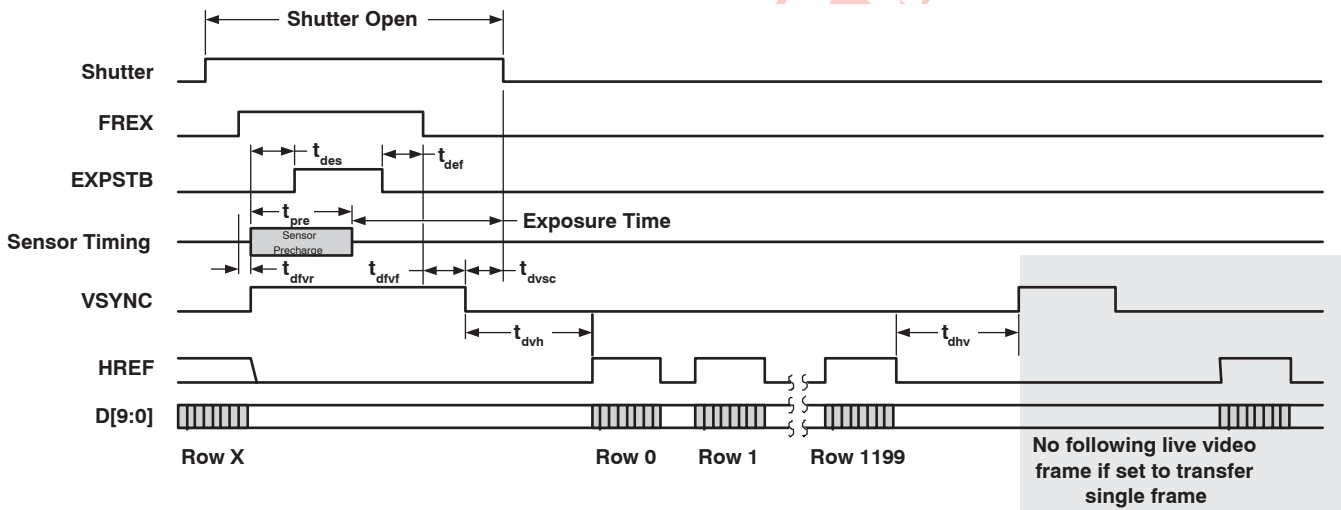 Shutter Open
Shutter
FREX
t des
t def
EXPSTB
t pre
Exposure Time
Sensor Timing
Sensor
Precharge
t dfvr
t dfvf
t dvsc
VSYNC
t dvh
t dhv
HREF
D[9:0]
Row X
Row 0
Row 1
Row 1199
No following live video
frame if set to transfer
single frame